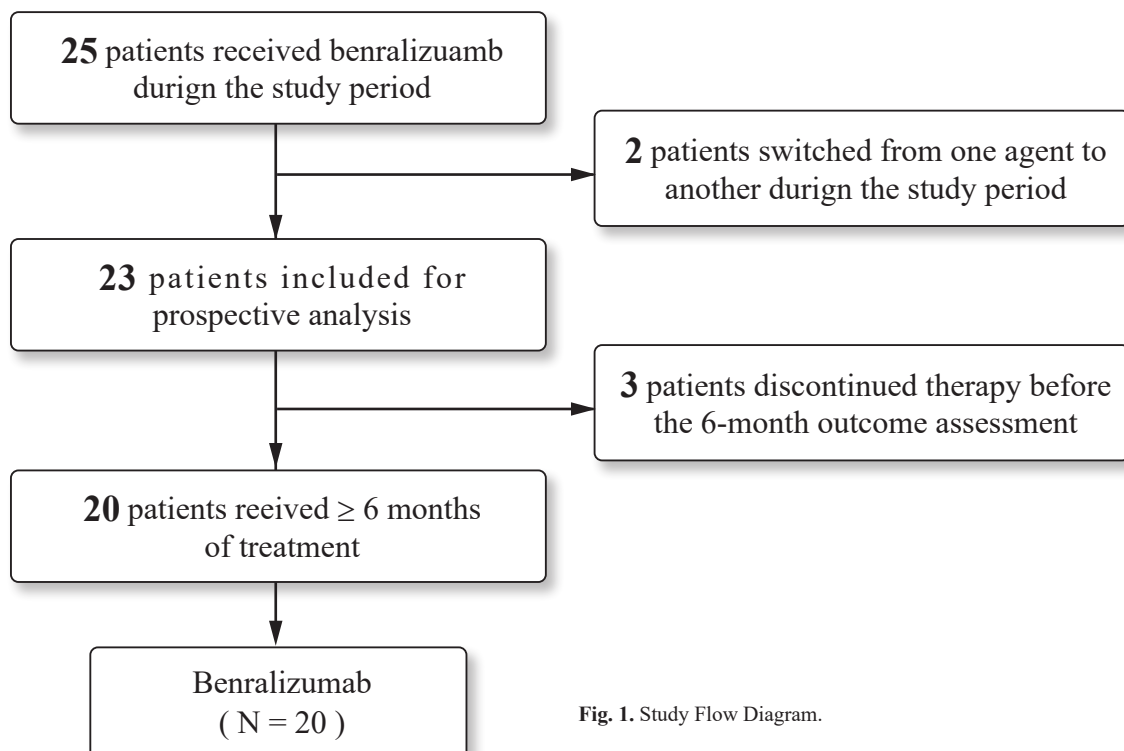 25 patients received benralizuamb
durign the study period
2 patients switched from one agent to
another durign the study period
23 patients included for
prospective analysis
3 patients discontinued therapy before
the 6-month outcome assessment
20 patients reeived ≥ 6 months
of treatment
Benralizumab
( N = 20 )
Fig. 1. Study Flow Diagram.